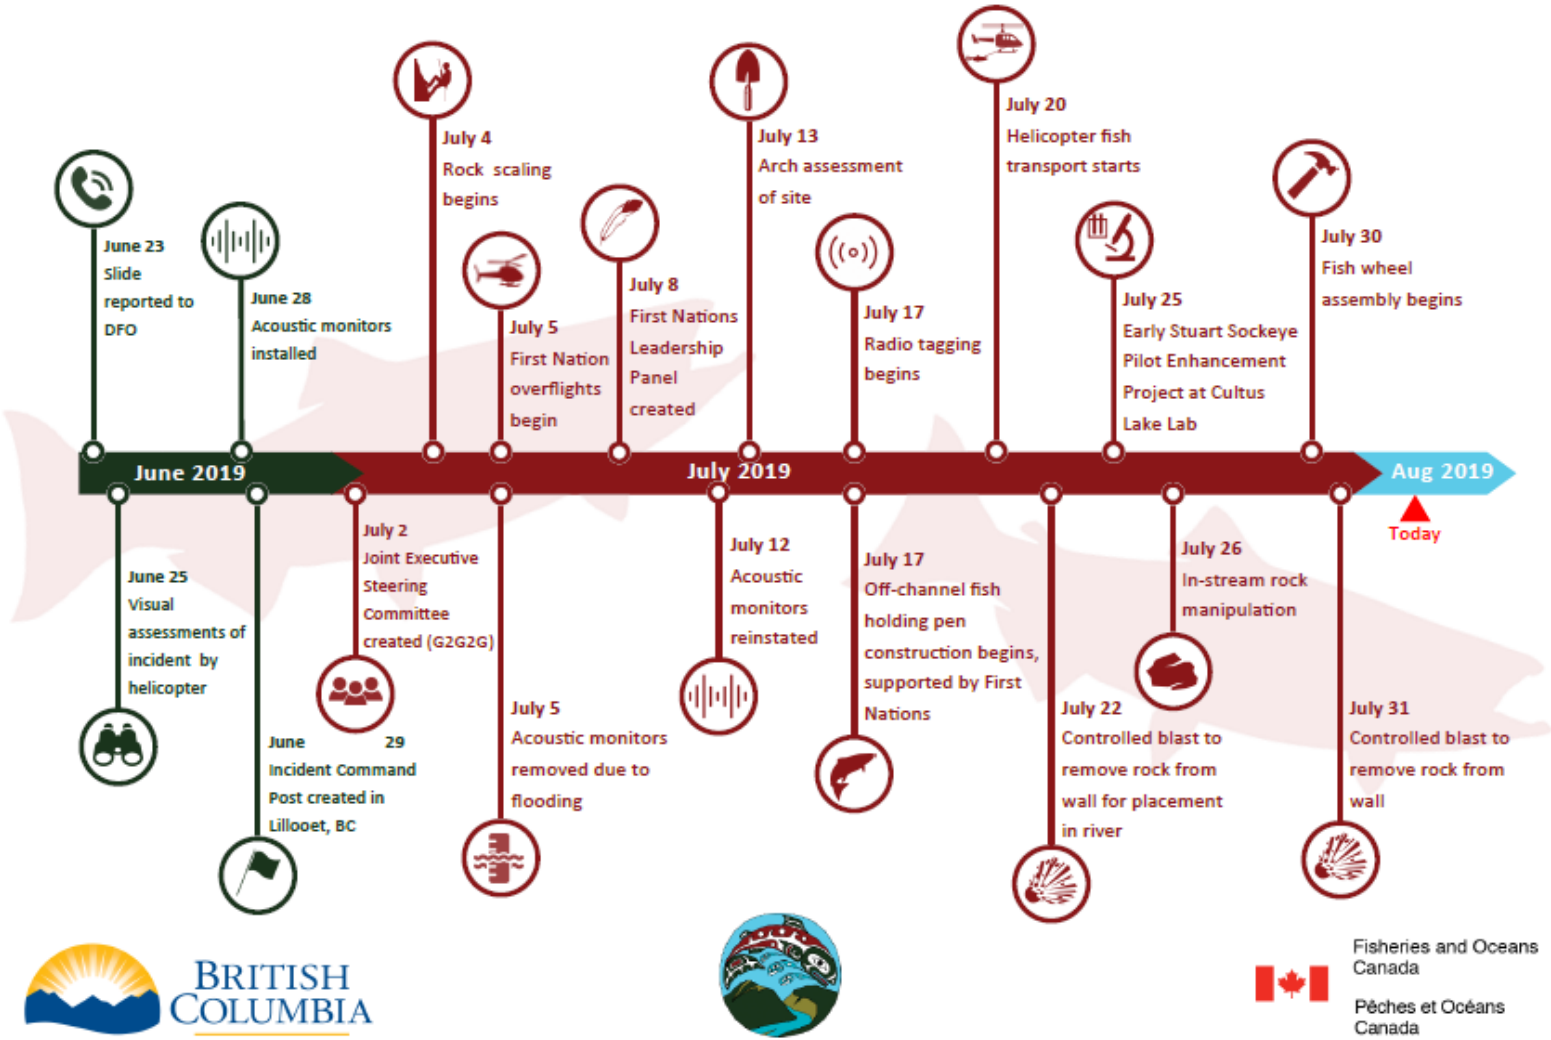 June 23
Slide
reported to
DFO
June 28
Acoustic monitors
installed
July 4
Rock scaling
begins
July 5
First Nation
overflights
begin
July 8
First Nations
Leadership
Panel
created
July 13
Arch assessment
of site
July 17
Radio tagging
begins
July 20
Helicopter fish
transport starts
July 25
Early Stuart Sockeye
Pilot Enhancement
Project at Cultus
Lake Lab
July 30
Fish wheel
assembly begins
June 2019
July 2019
Aug 2019
Today
June 25
Visual
assessments of
incident by
helicopter
June 29
Incident Command
Post created in
Lillooet, BC
July 2
Joint Executive
Steering
Committee
created (G2G2G)
July 5
Acoustic monitors
removed due to
flooding
July 12
Acoustic
monitors
reinstated
July 17
Off-channel fish
holding pen
construction begins,
supported by First
Nations
July 22
Controlled blast to
remove rock from
wall for placement
in river
July 26
In-stream rock
manipulation
July 31
Controlled blast to
remove rock from
wall
BRITISH
COLUMBIA
Fisheries and Oceans
Canada
Pêches et Océans
Canada